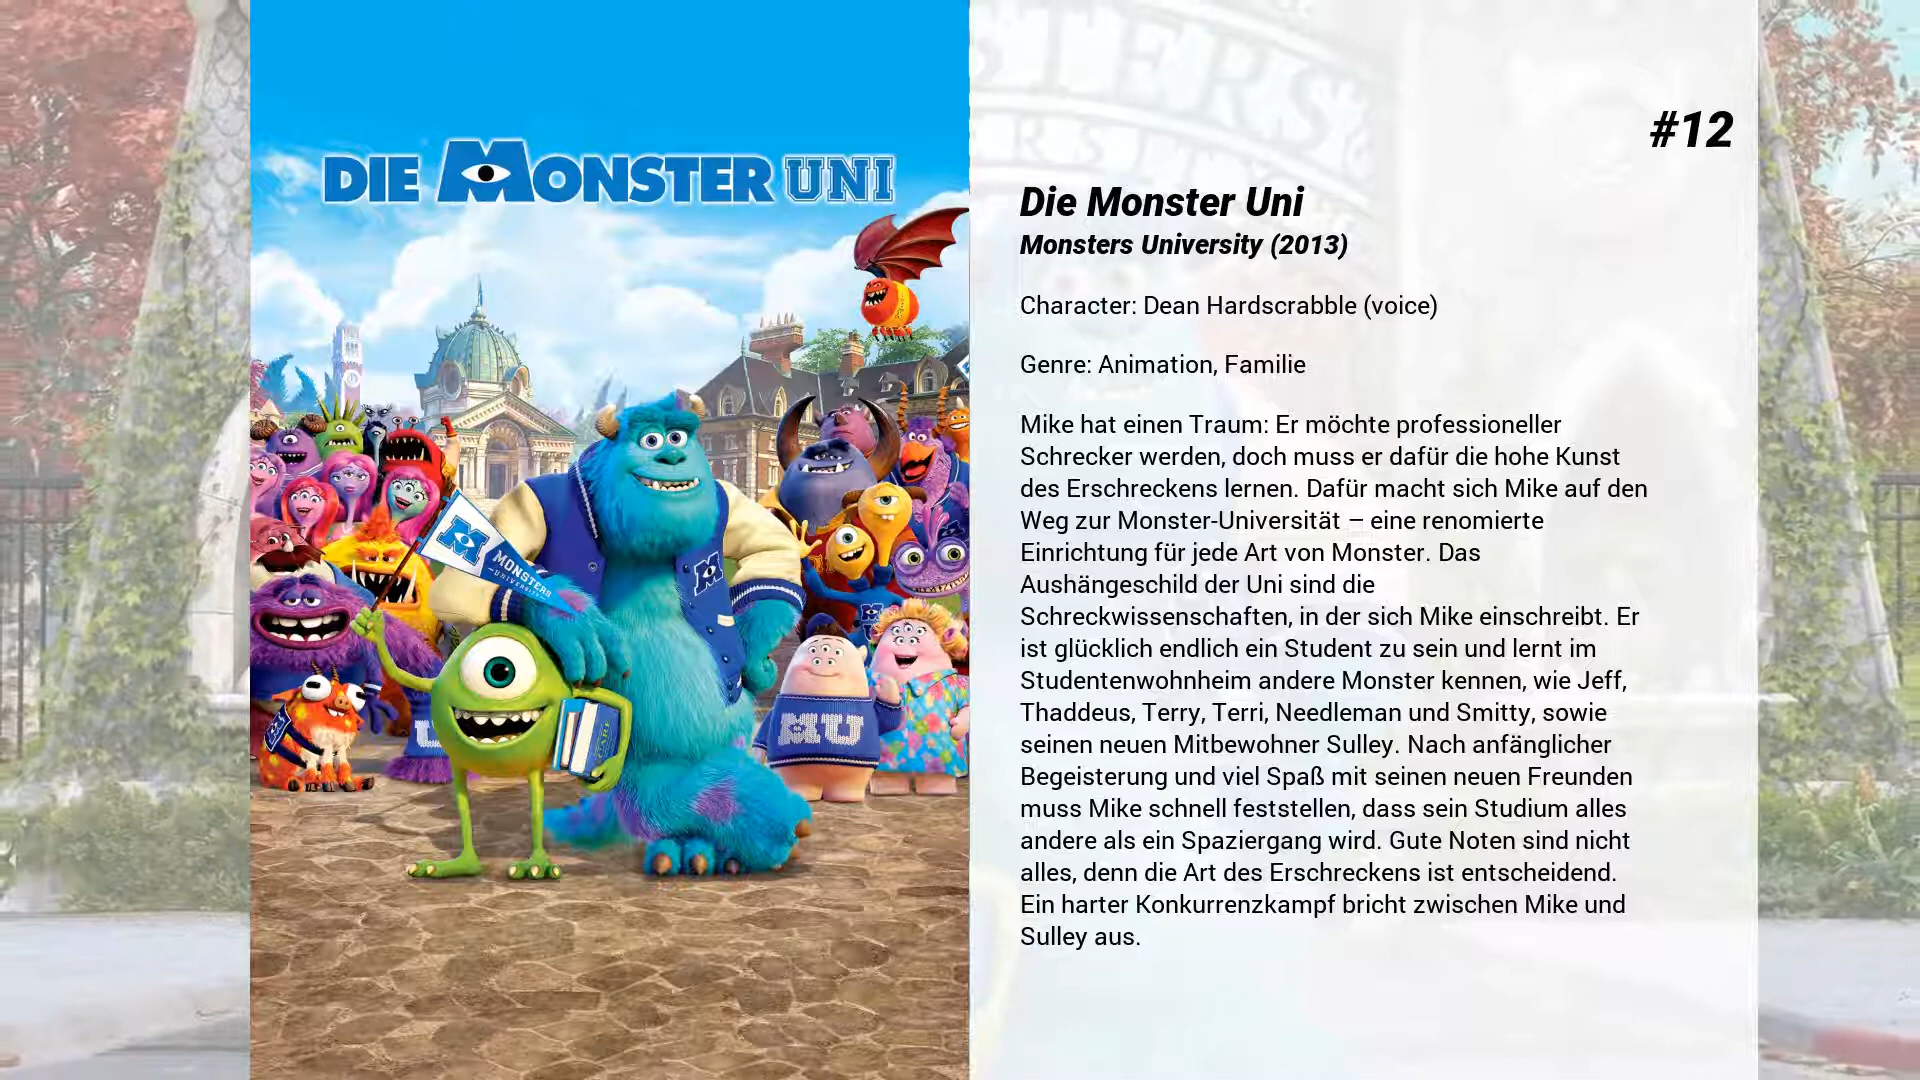 DIE MONSTER UNI
M
MONSTERS
UNIVERSITY
M
MU
#12
Die Monster Uni
Monsters University (2013)
Character: Dean Hardscrabble (voice)
Genre: Animation, Familie
Mike hat einen Traum: Er möchte professioneller
Schrecker werden, doch muss er dafür die hohe Kunst
des Erschreckens lernen. Dafür macht sich Mike auf den
Weg zur Monster-Universität – eine renomierte
Einrichtung für jede Art von Monster. Das
Aushängeschild der Uni sind die
Schreckwissenschaften, in der sich Mike einschreibt. Er
ist glücklich endlich ein Student zu sein und lernt im
Studentenwohnheim andere Monster kennen, wie Jeff,
Thaddeus, Terry, Terri, Needleman und Smitty, sowie
seinen neuen Mitbewohner Sulley. Nach anfänglicher
Begeisterung und viel Spaß mit seinen neuen Freunden
muss Mike schnell feststellen, dass sein Studium alles
andere als ein Spaziergang wird. Gute Noten sind nicht
alles, denn die Art des Erschreckens ist entscheidend.
Ein harter Konkurrenzkampf bricht zwischen Mike und
Sulley aus.